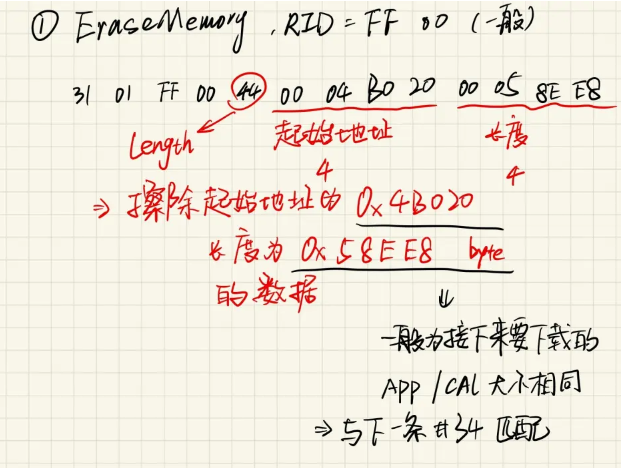 ① EraseMemory, RID = FF 00 (一般)
31 01 FF 00 44 00 04 B0 20 00 05 8E E8
Length 起始地址 长度
4 4
⇒ 擦除起始地址的 0x4B020
长度为 0x58EE8 byte
的数据
↓
一般为接下来要下载的
APP / CAL 大小相同
⇒ 与下一条 #34 匹配